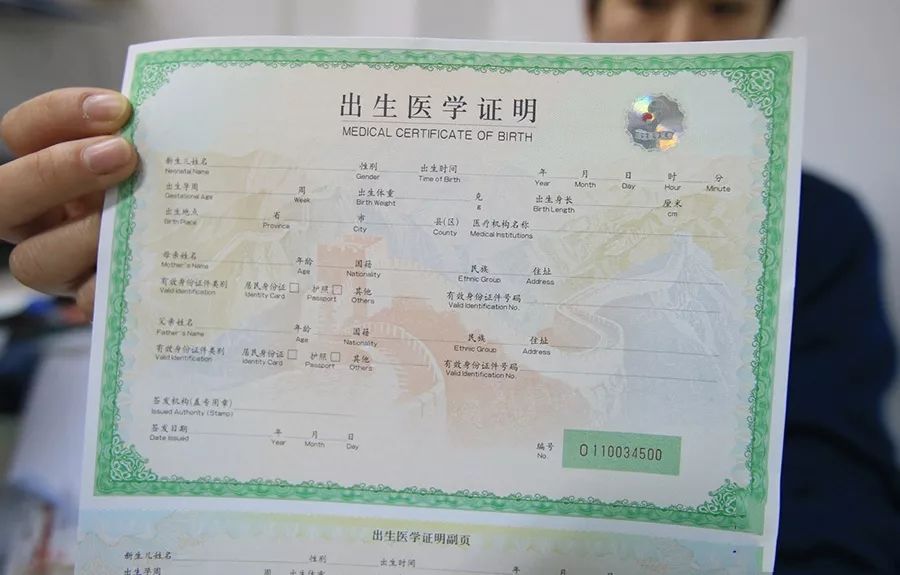 出生医学证明
MEDICAL CERTIFICATE OF BIRTH
新生儿姓名 性别 出生时间 年 月 日 时 分
Neonatal Name Gender Time of Birth Year Month Day Hour Minute
出生孕周 周 出生体重 克 出生身长 厘米
Gestational Age Week Birth Weight g Birth Length cm
出生地点 省 市 县(区) 医疗机构名称
Birth Place Province City County Medical Institutions
母亲姓名 年龄 国籍 民族 住址
Mother's Name Age Nationality Ethnic Group Address
有效身份证件类别 居民身份证 护照 其他 有效身份证件号码
Valid Identification Identity Card Passport Others Valid Identification No.
父亲姓名 年龄 国籍 民族 住址
Father's Name Age Nationality Ethnic Group Address
有效身份证件类别 居民身份证 护照 其他 有效身份证件号码
Valid Identification Identity Card Passport Others Valid Identification No.
签发机构(盖专用章)
Issued Authority (Stamp)
签发日期 年 月 日
Date Issued Year Month Day
编号 O110034500
No.
出生医学证明副页
新生儿姓名 性别 出生时间
出生孕周 周 出生体重 年 月